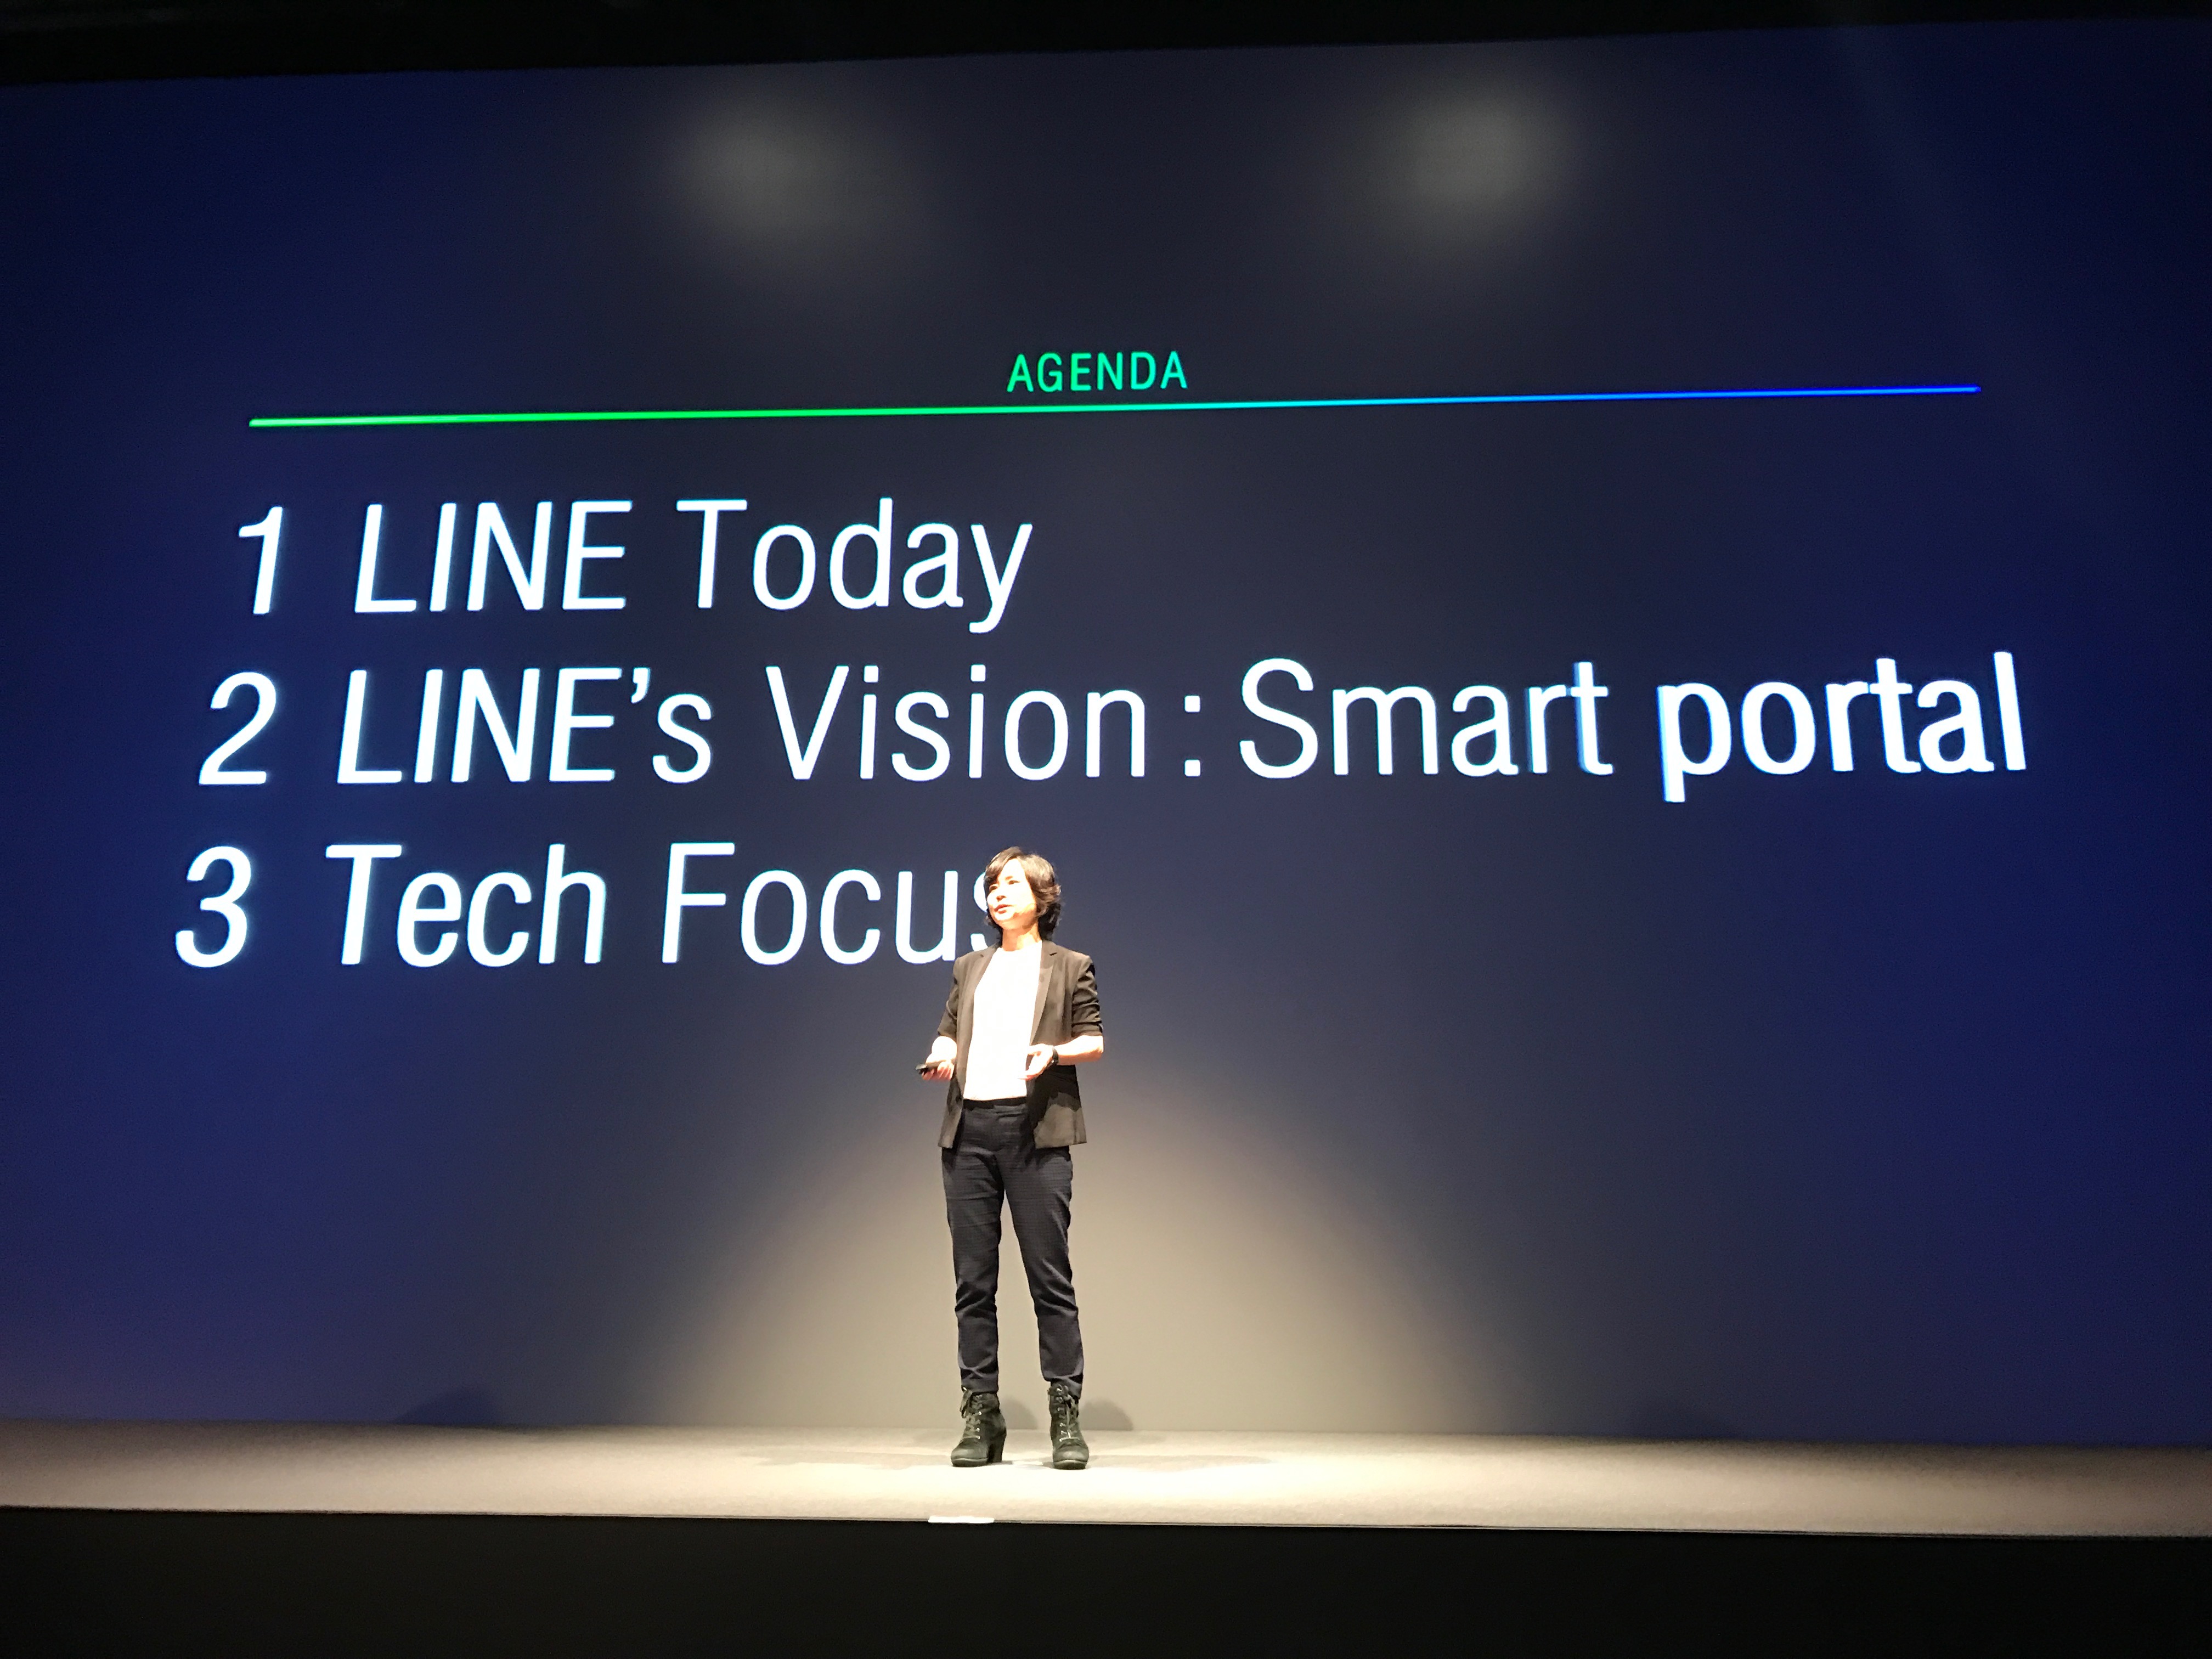 AGENDA
1 LINE Today
2 LINE's Vision : Smart portal
3 Tech Focus